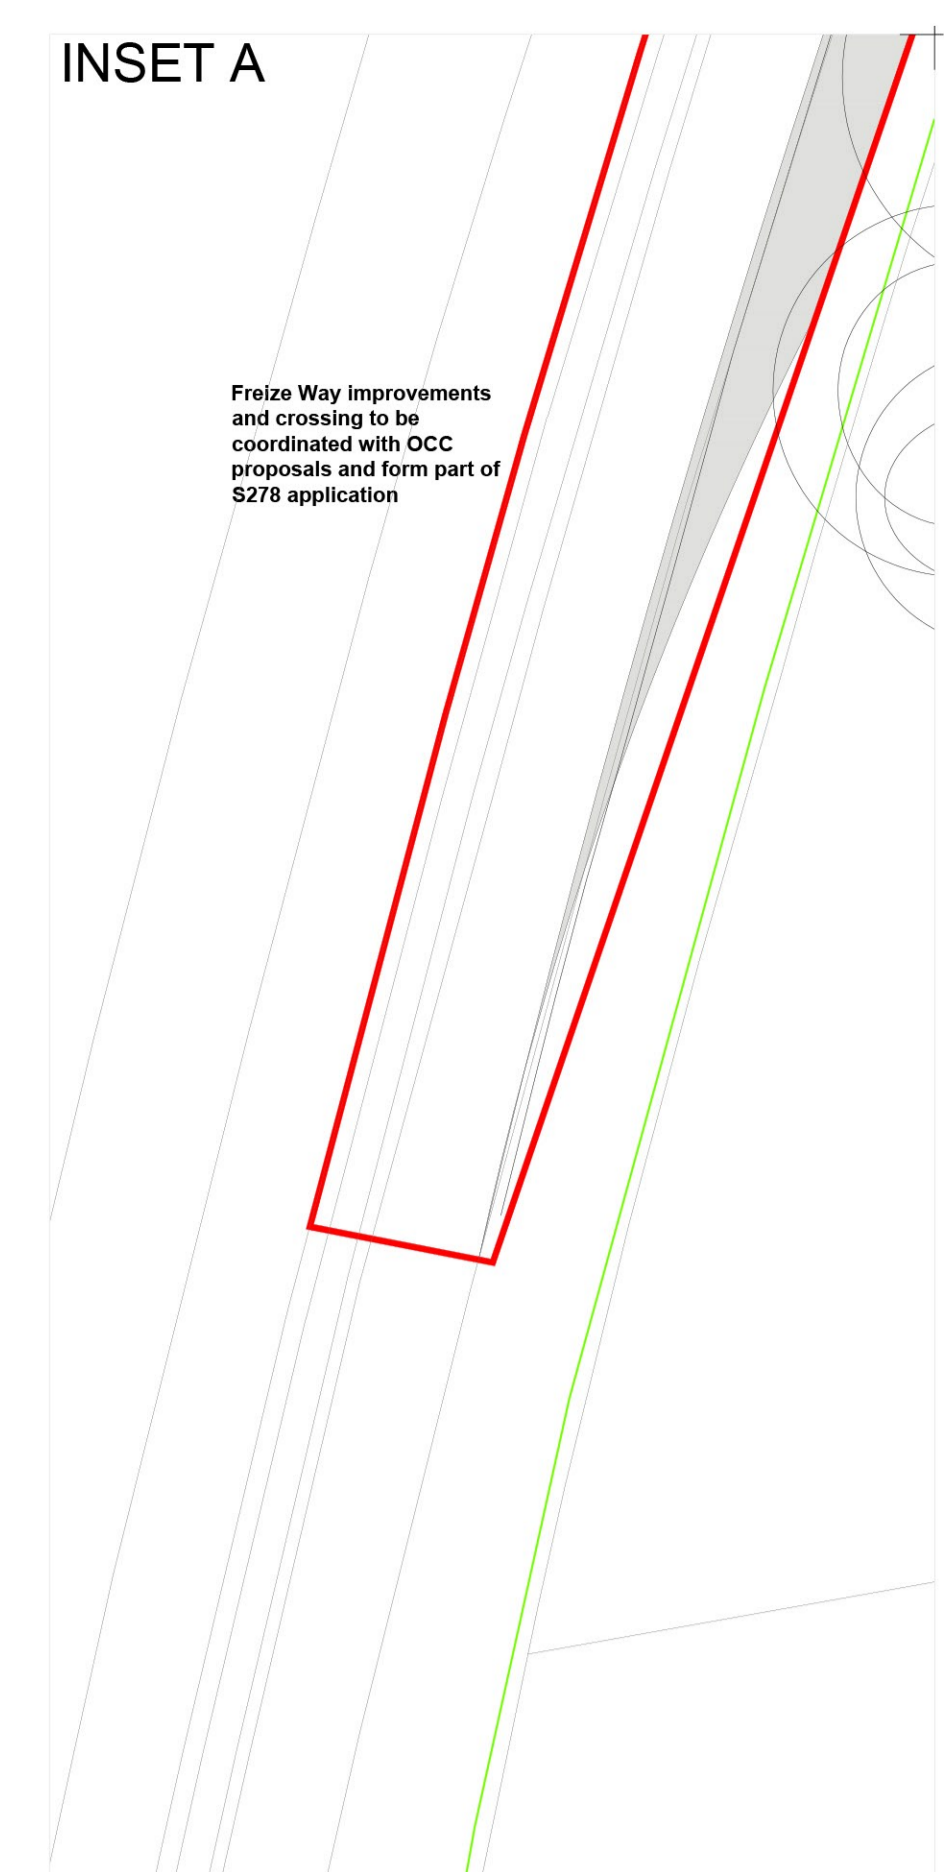 INSET A
Freize Way improvements
and crossing to be
coordinated with OCC
proposals and form part of
S278 application